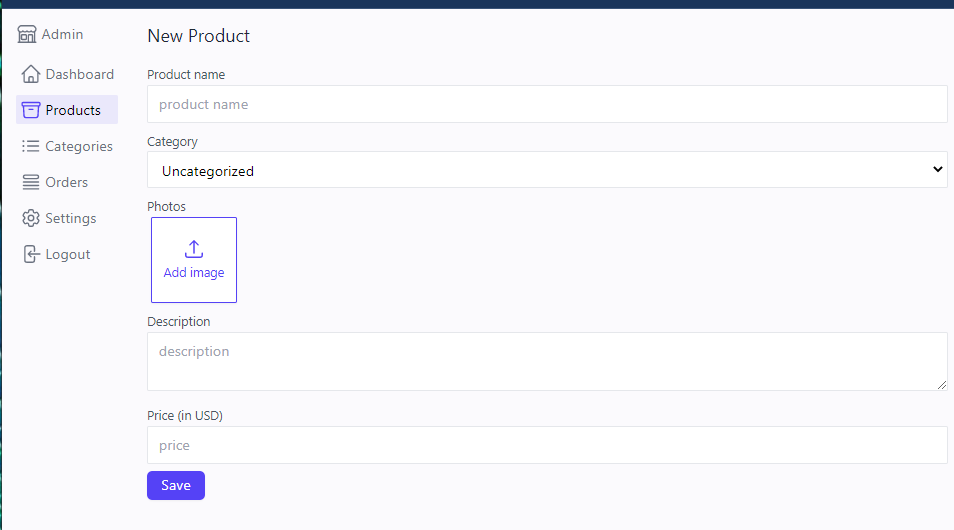 Admin
Dashboard
Products
Categories
Orders
Settings
Logout
New Product
Product name
product name
Category
Uncategorized
Photos
Add image
Description
description
Price (in USD)
price
Save